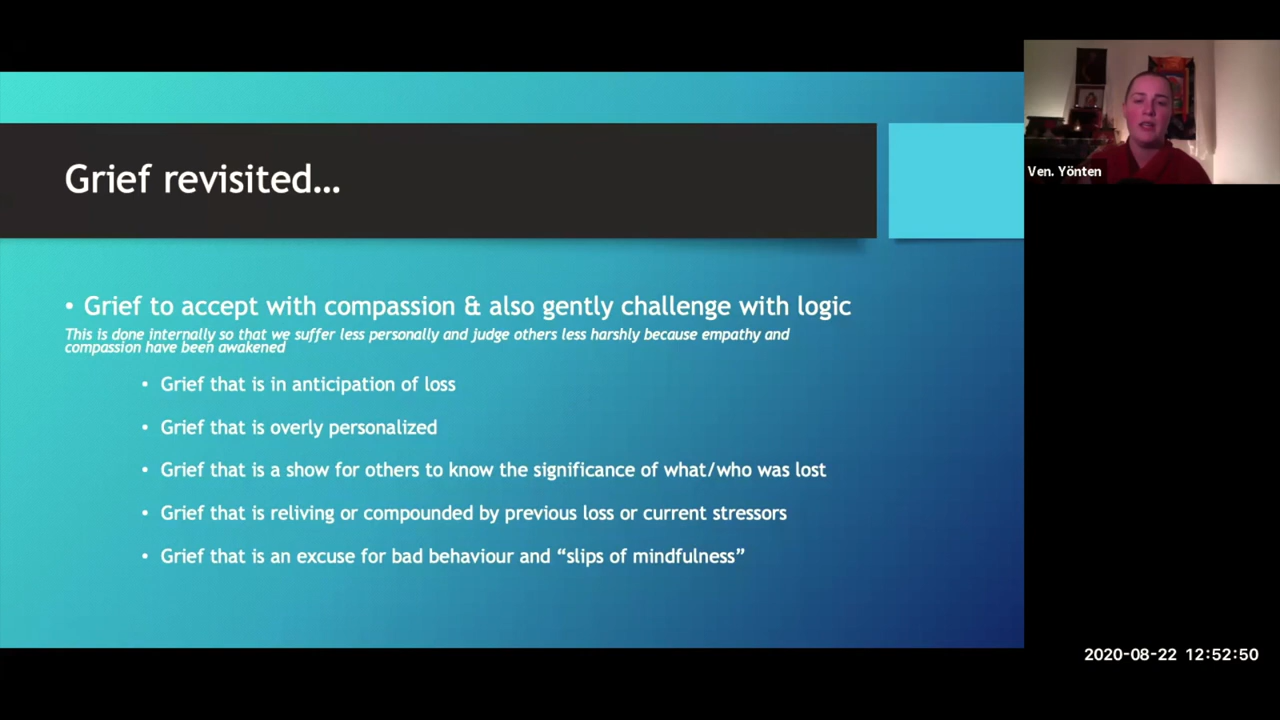 Grief revisited…
Ven. Yönten
• Grief to accept with compassion & also gently challenge with logic
This is done internally so that we suffer less personally and judge others less harshly because empathy and
compassion have been awakened
• Grief that is in anticipation of loss
• Grief that is overly personalized
• Grief that is a show for others to know the significance of what/who was lost
• Grief that is reliving or compounded by previous loss or current stressors
• Grief that is an excuse for bad behaviour and “slips of mindfulness”
2020-08-22 12:52:50